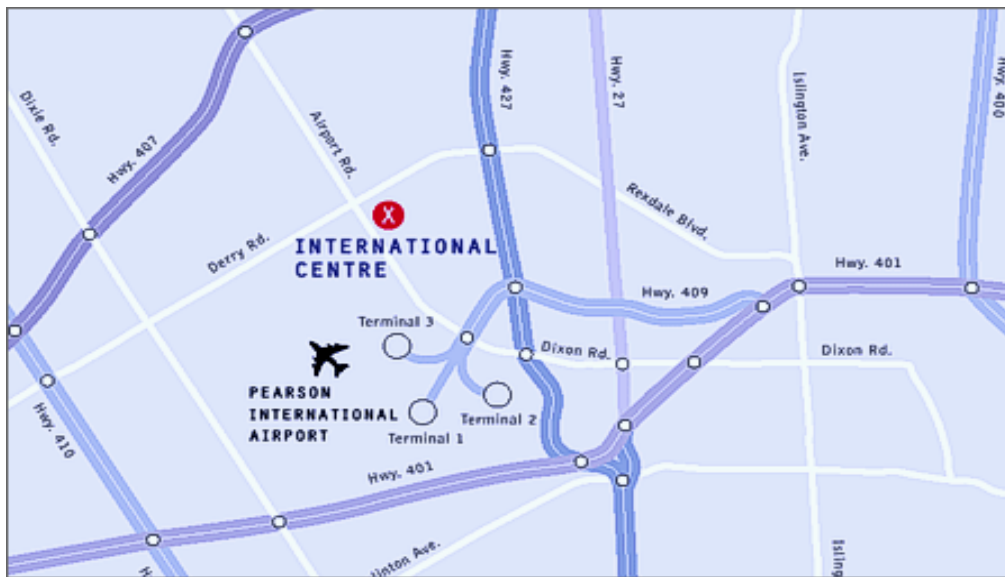 Dixie Rd.
Hwy. 407
Airport Rd.
Hwy. 427
Hwy. 27
Islington Ave.
Hwy. 400
Derry Rd.
Rexdale Blvd.
X
INTERNATIONAL
CENTRE
Hwy. 401
Hwy. 409
Terminal 3
Dixon Rd.
Dixon Rd.
PEARSON
INTERNATIONAL
AIRPORT
Terminal 2
Terminal 1
Hwy. 410
Hwy. 401
Ave.